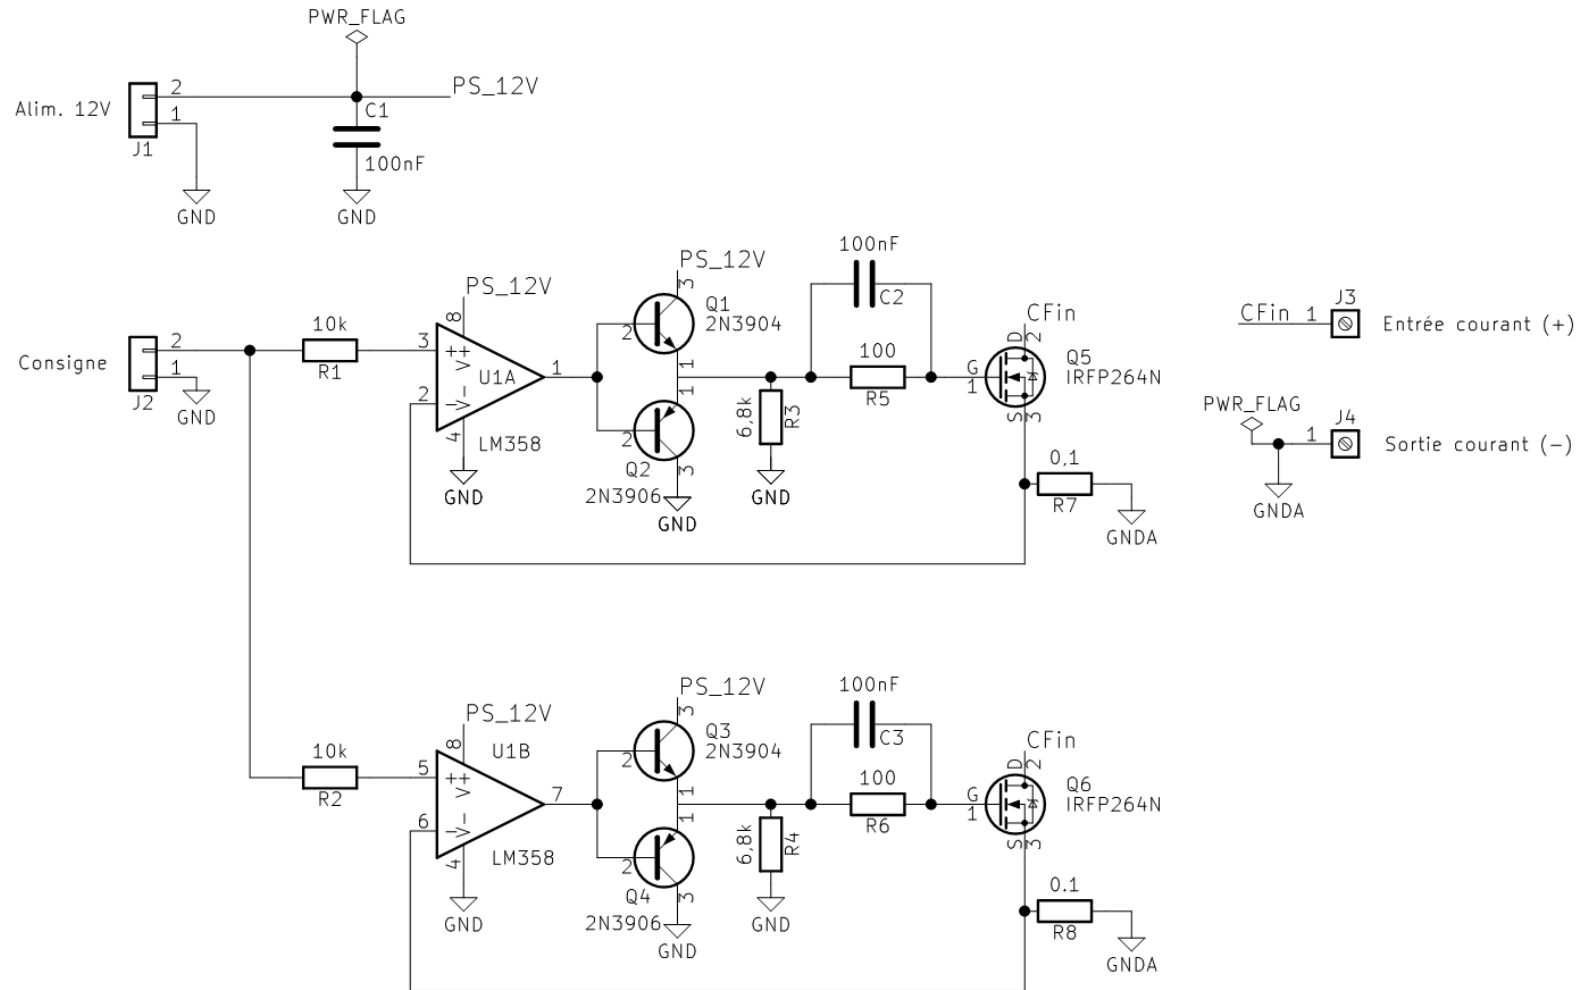 PWR_FLAG
PS_12V
Alim. 12V
2
1
J1
C1
100nF
GND
GND
Consigne
2
1
J2
GND
10k
R1
PS_12V
8
3
++
V+
U1A
1
2
V-
4
LM358
GND
PS_12V
3
Q1
2N3904
2
1
1
2
Q2
2N3906
3
GND
6,8k
R3
GND
100nF
C2
100
R5
CFin
D
2
G
1
Q5
IRFP264N
S
3
0,1
R7
GNDA
CFin 1
J3
Entrée courant (+)
PWR_FLAG
1
J4
Sortie courant (-)
GNDA
10k
R2
PS_12V
8
U1B
5
++
V+
7
6
V-
4
LM358
GND
PS_12V
3
Q3
2N3904
2
1
1
2
Q4
2N3906
3
GND
6,8k
R4
GND
100nF
C3
100
R6
CFin
D
2
G
1
Q6
IRFP264N
S
3
0.1
R8
GNDA